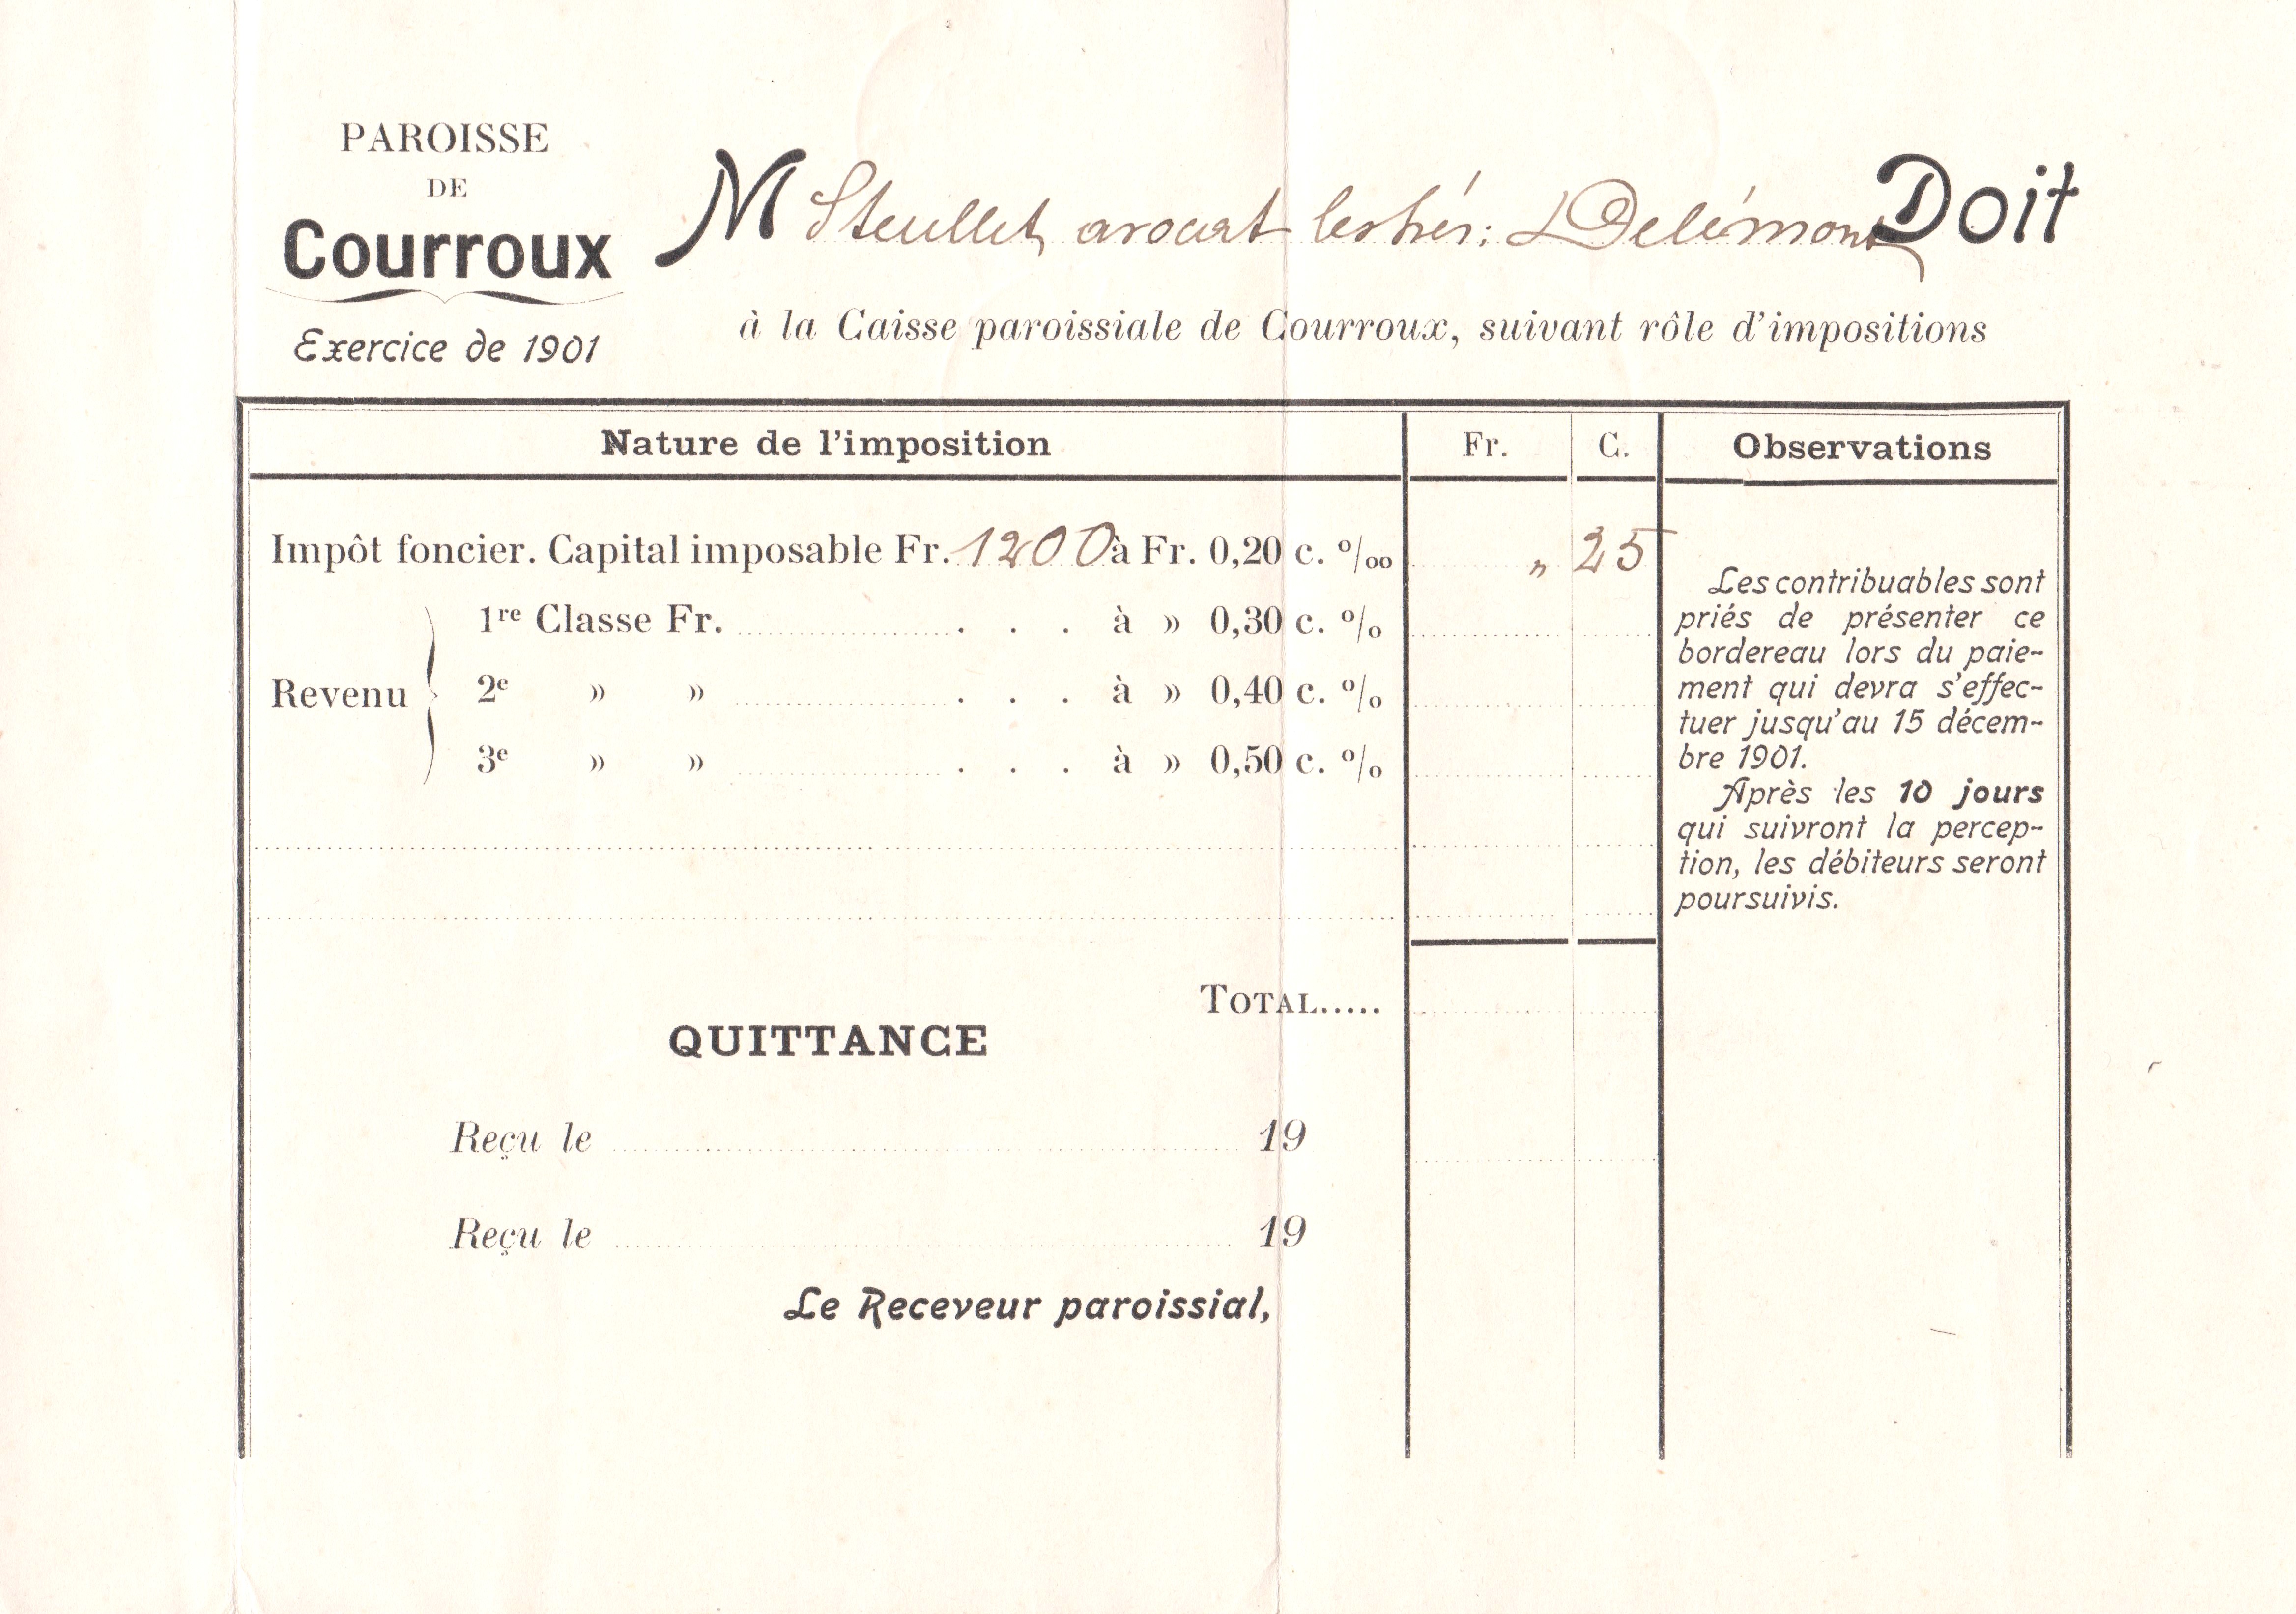 PAROISSE
DE
Courroux
Exercice de 1901
M Steullet, avocat les hér: Delémont Doit
à la Caisse paroissiale de Courroux, suivant rôle d'impositions
Nature de l'imposition Fr. C. Observations
Impôt foncier. Capital imposable Fr. 1200 à Fr. 0,20 c. ‰ „ 25
Revenu
1re Classe Fr. . . . à » 0,30 c. %
2e » » . . . à » 0,40 c. %
3e » » . . . à » 0,50 c. %
Les contribuables sont
priés de présenter ce
bordereau lors du paie-
ment qui devra s'effec-
tuer jusqu'au 15 décem-
bre 1901.
Après les 10 jours
qui suivront la percep-
tion, les débiteurs seront
poursuivis.
TOTAL.....
QUITTANCE
Reçu le 19
Reçu le 19
Le Receveur paroissial,